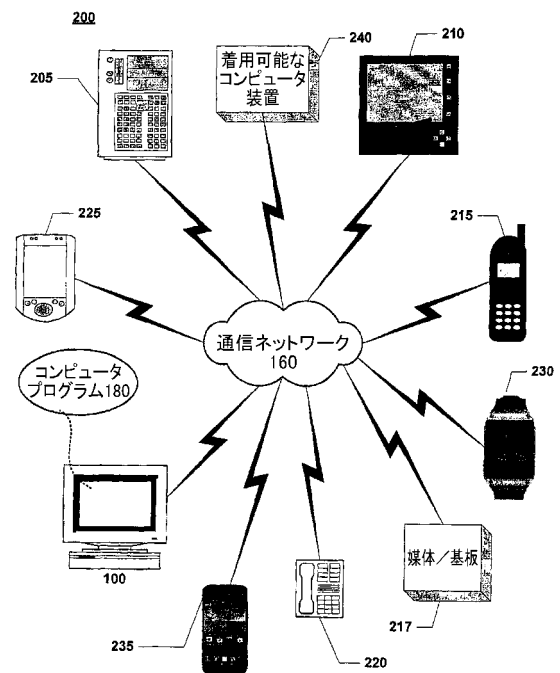 200
205
着用可能な
コンピュータ
装置
240
210
225
215
通信ネットワーク
160
コンピュータ
プログラム180
230
100
235
220
媒体／基板
217